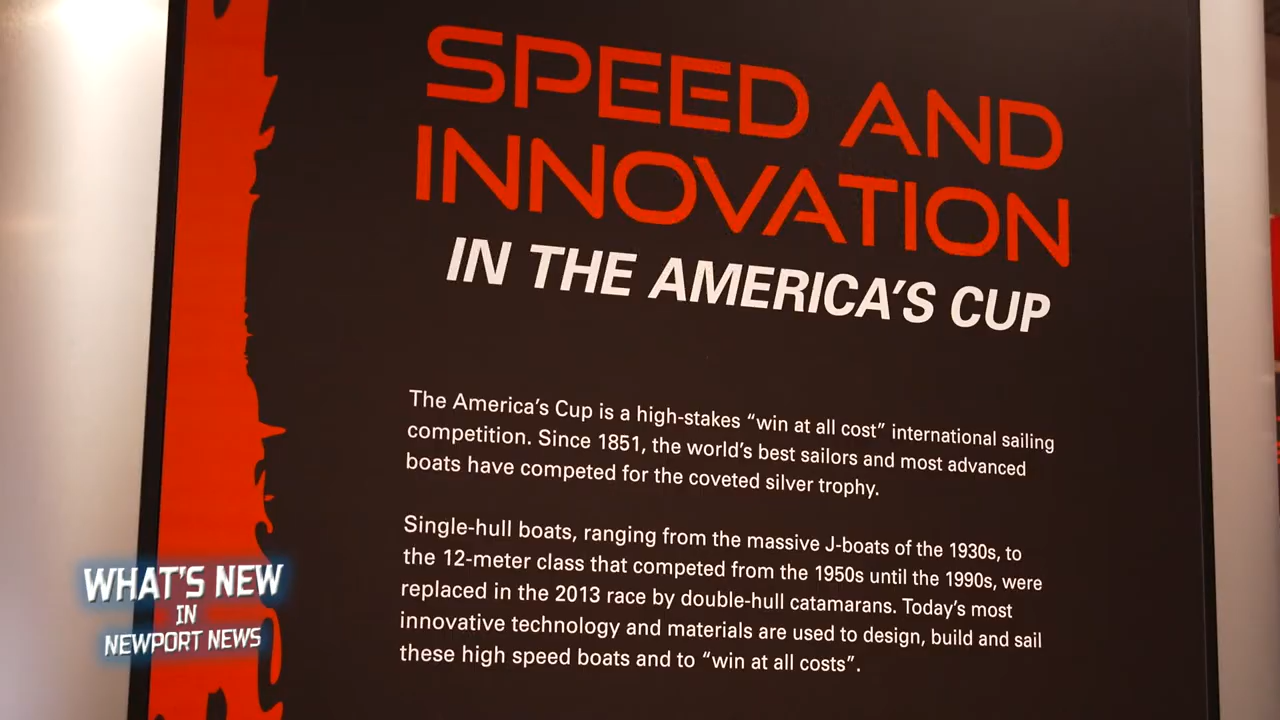 SPEED AND
INNOVATION
IN THE AMERICA'S CUP
The America's Cup is a high-stakes "win at all cost" international sailing
competition. Since 1851, the world's best sailors and most advanced
boats have competed for the coveted silver trophy.
Single-hull boats, ranging from the massive J-boats of the 1930s, to
the 12-meter class that competed from the 1950s until the 1990s, were
replaced in the 2013 race by double-hull catamarans. Today's most
innovative technology and materials are used to design, build and sail
these high speed boats and to "win at all costs".
WHAT'S NEW
IN
NEWPORT NEWS